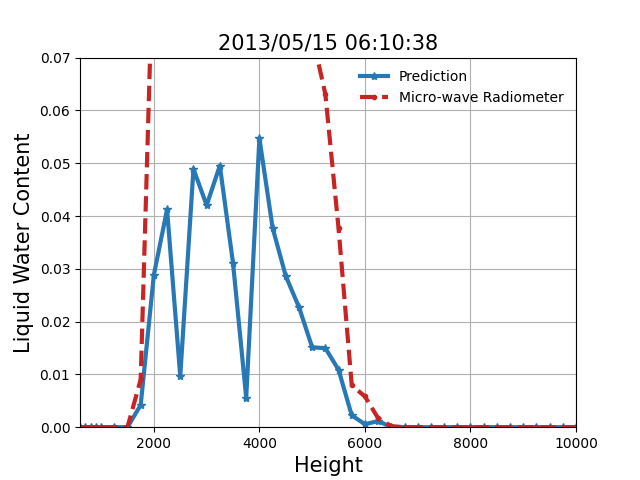 2013/05/15 06:10:38
0.07
0.06
0.05
0.04
0.03
0.02
0.01
0.00
Liquid Water Content
Prediction
Micro-wave Radiometer
2000 4000 6000 8000 10000
Height